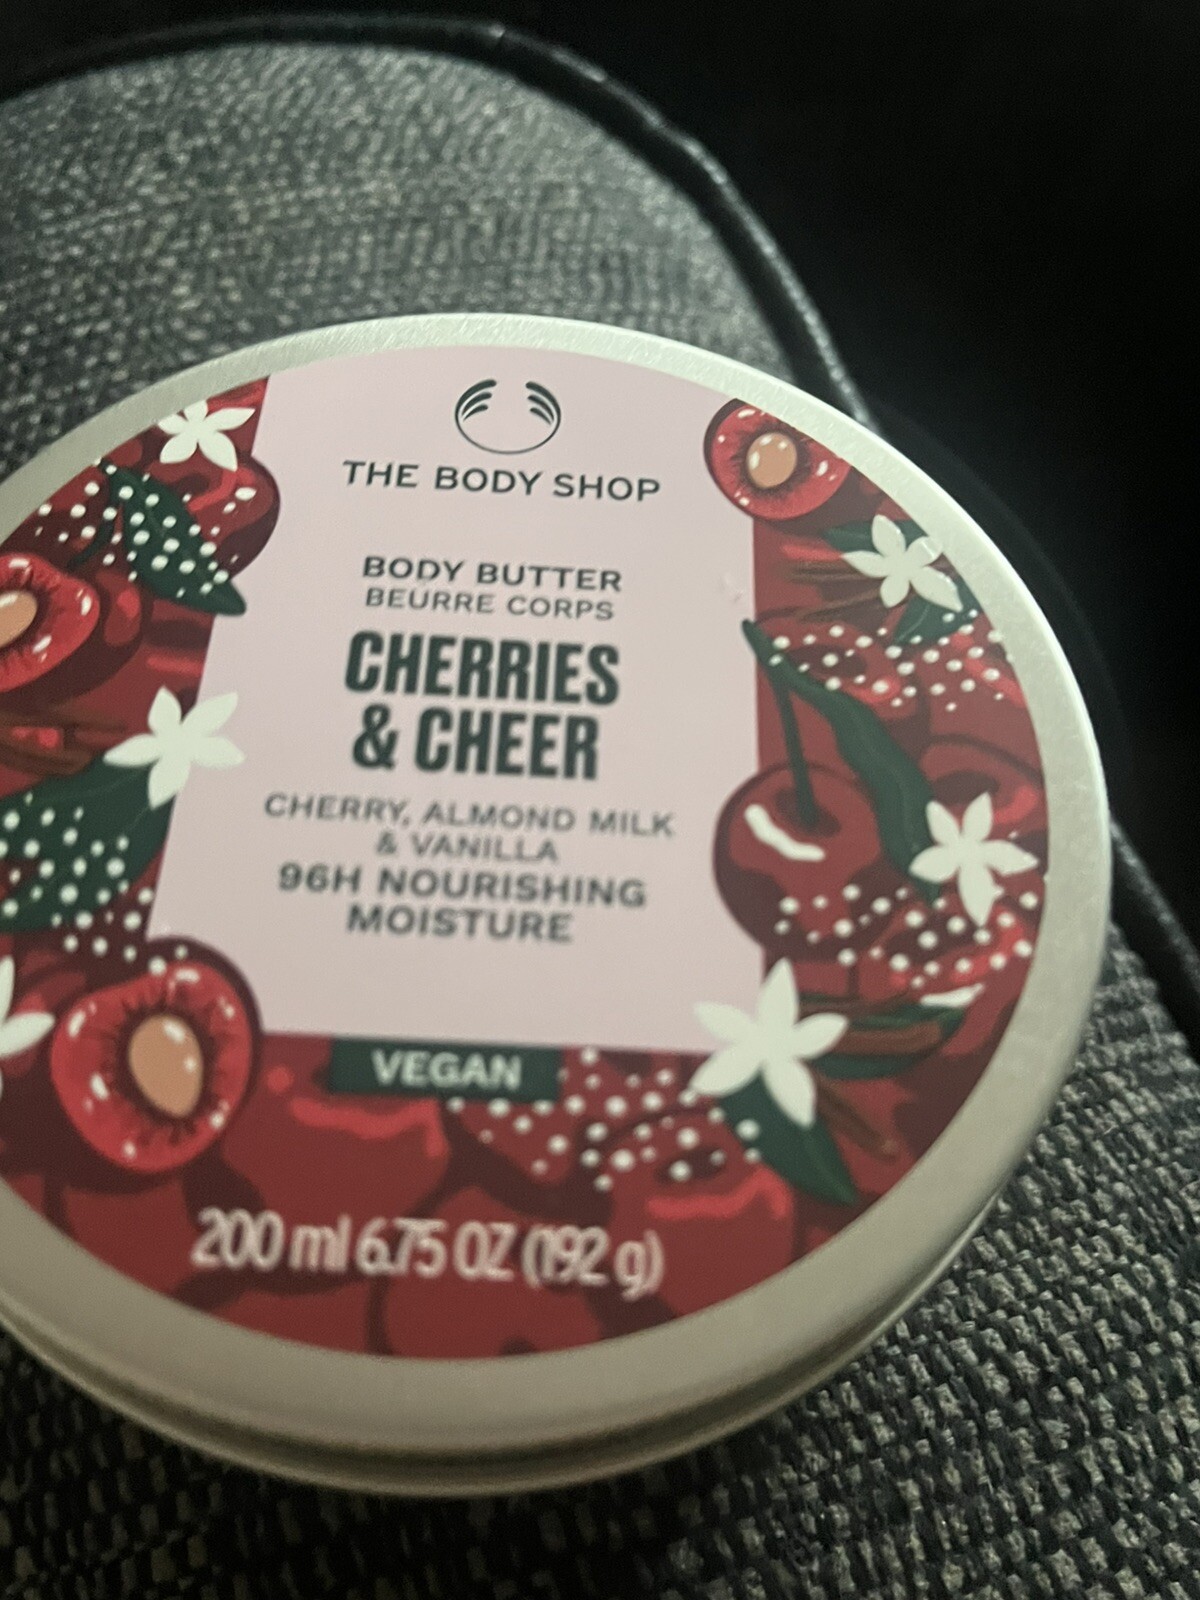 THE BODY SHOP
BODY BUTTER
BEURRE CORPS
CHERRIES
& CHEER
CHERRY, ALMOND MILK
& VANILLA
96H NOURISHING
MOISTURE
VEGAN
200 ml 6.75 OZ (192 g)